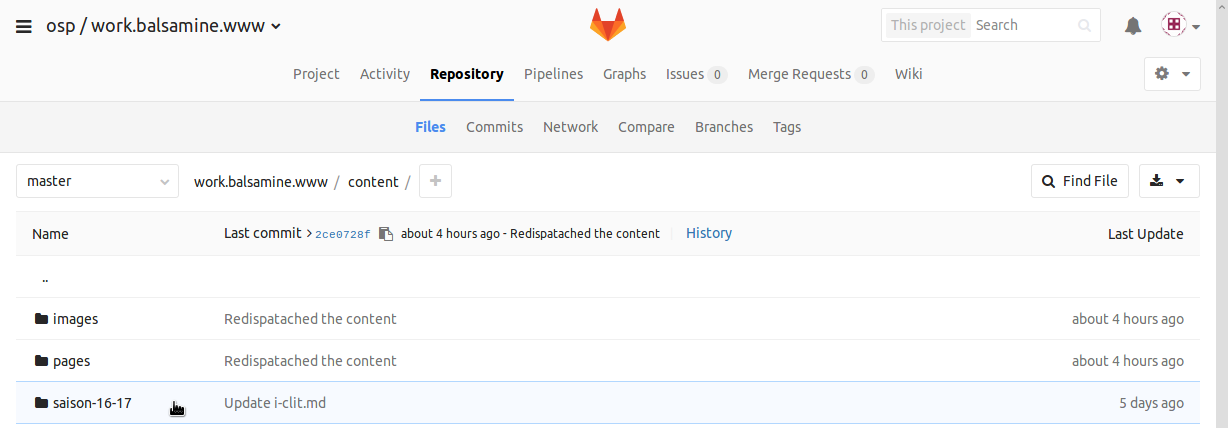 osp / work.balsamine.www
This project Search
Project Activity Repository Pipelines Graphs Issues 0 Merge Requests 0 Wiki
Files Commits Network Compare Branches Tags
master work.balsamine.www / content / + Find File
Name Last commit > 2ce0728f about 4 hours ago - Redispatached the content History Last Update
..
images Redispatached the content about 4 hours ago
pages Redispatached the content about 4 hours ago
saison-16-17 Update i-clit.md 5 days ago